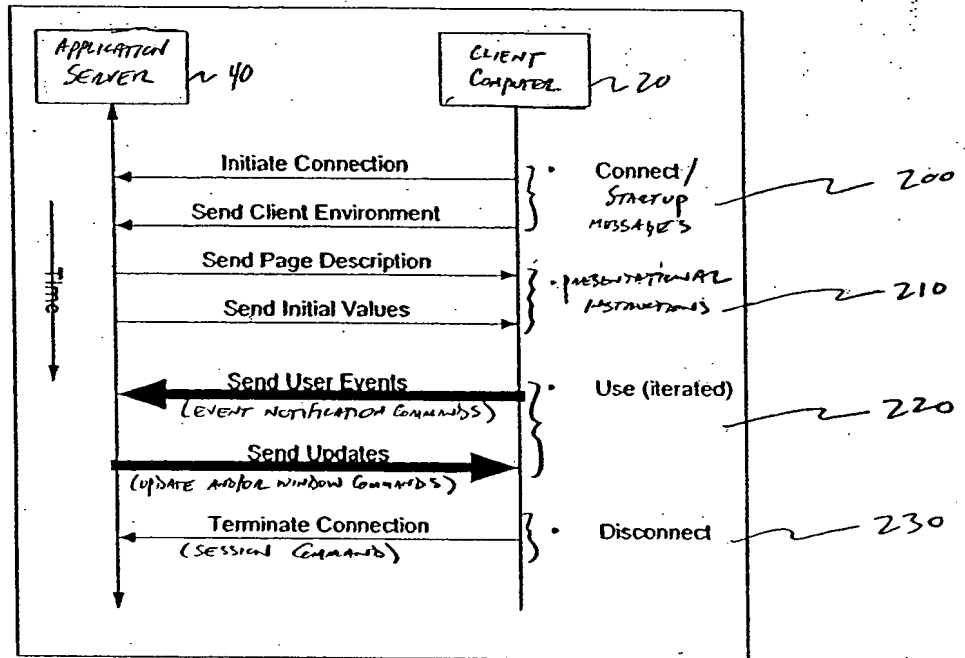 APPLICATION
SERVER
40
CLIENT
COMPUTER
20
Initiate Connection
Send Client Environment
Connect/
STARTUP
MESSAGES
200
Time
Send Page Description
Send Initial Values
• PRESENTATIONAL
INSTRUCTIONS
210
Send User Events
(EVENT NOTIFICATION COMMANDS)
Send Updates
(UPDATE AND/OR WINDOW COMMANDS)
• Use (iterated)
220
Terminate Connection
(SESSION COMMAND)
• Disconnect
230